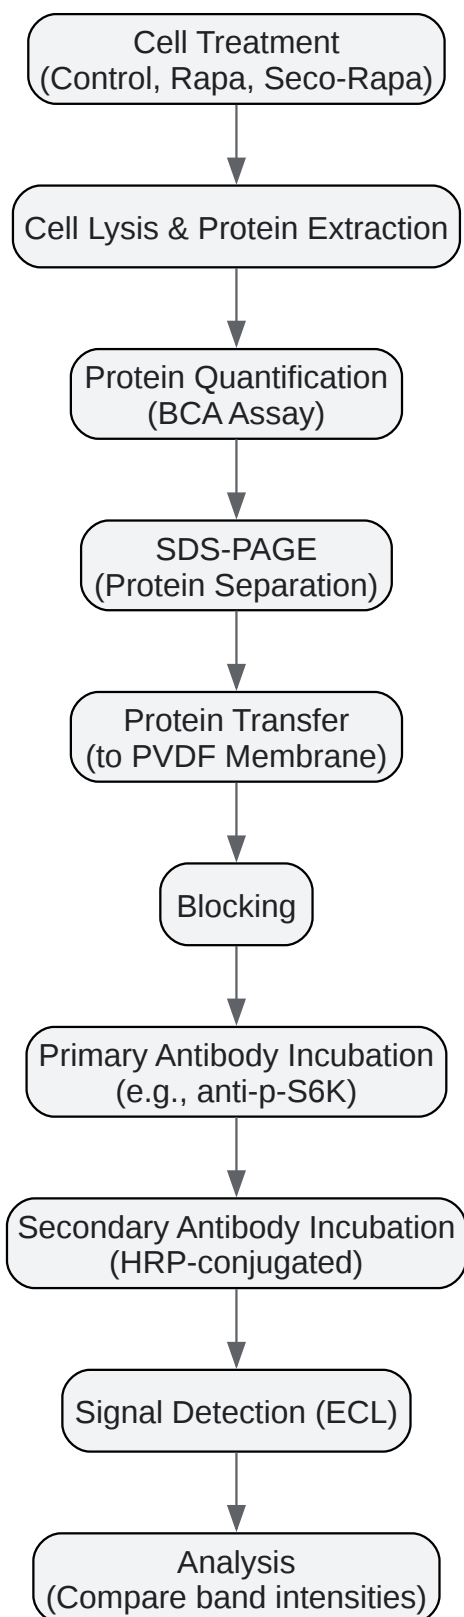 Cell Treatment
(Control, Rapa, Seco-Rapa)
Cell Lysis & Protein Extraction
Protein Quantification
(BCA Assay)
SDS-PAGE
(Protein Separation)
Protein Transfer
(to PVDF Membrane)
Blocking
Primary Antibody Incubation
(e.g., anti-p-S6K)
Secondary Antibody Incubation
(HRP-conjugated)
Signal Detection (ECL)
Analysis
(Compare band intensities)